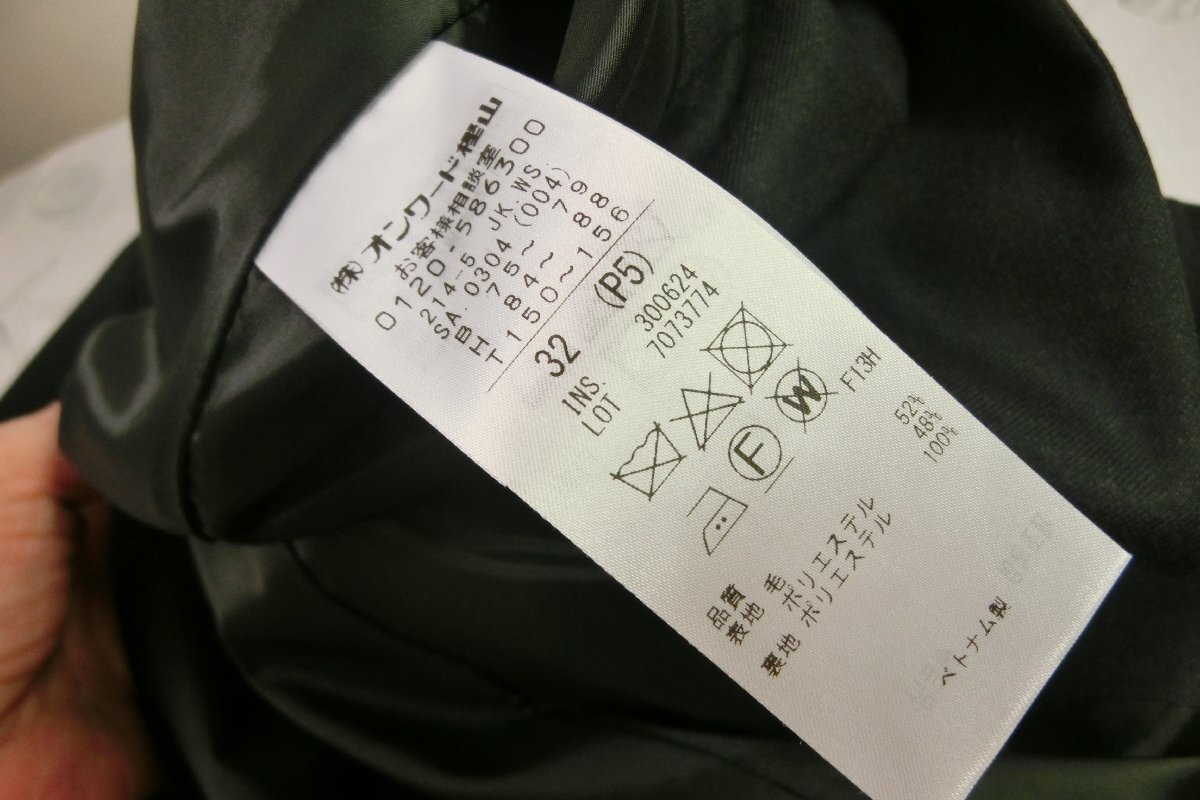 (株)オンワード樫山
お客様相談室
0120-586300
214-5 JK.WS.
SA.0304(004)
B 75~ 79
H 84~ 88
T 150~156
32 (P5)
INS. 300624
LOT 7073774
F W F13H
品質
表地 毛 52%
ポリエステル 48%
裏地 ポリエステル 100%
ベトナム製